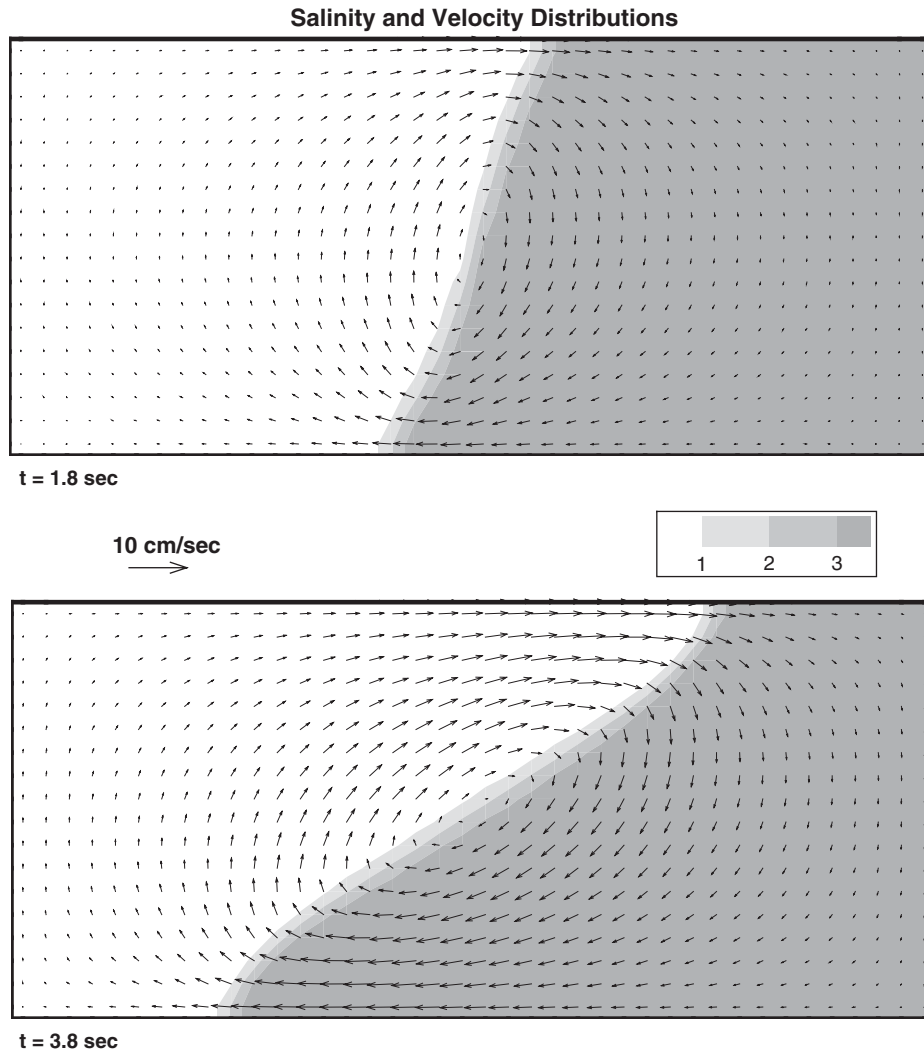 Salinity and Velocity Distributions
t = 1.8 sec
10 cm/sec
1 2 3
t = 3.8 sec